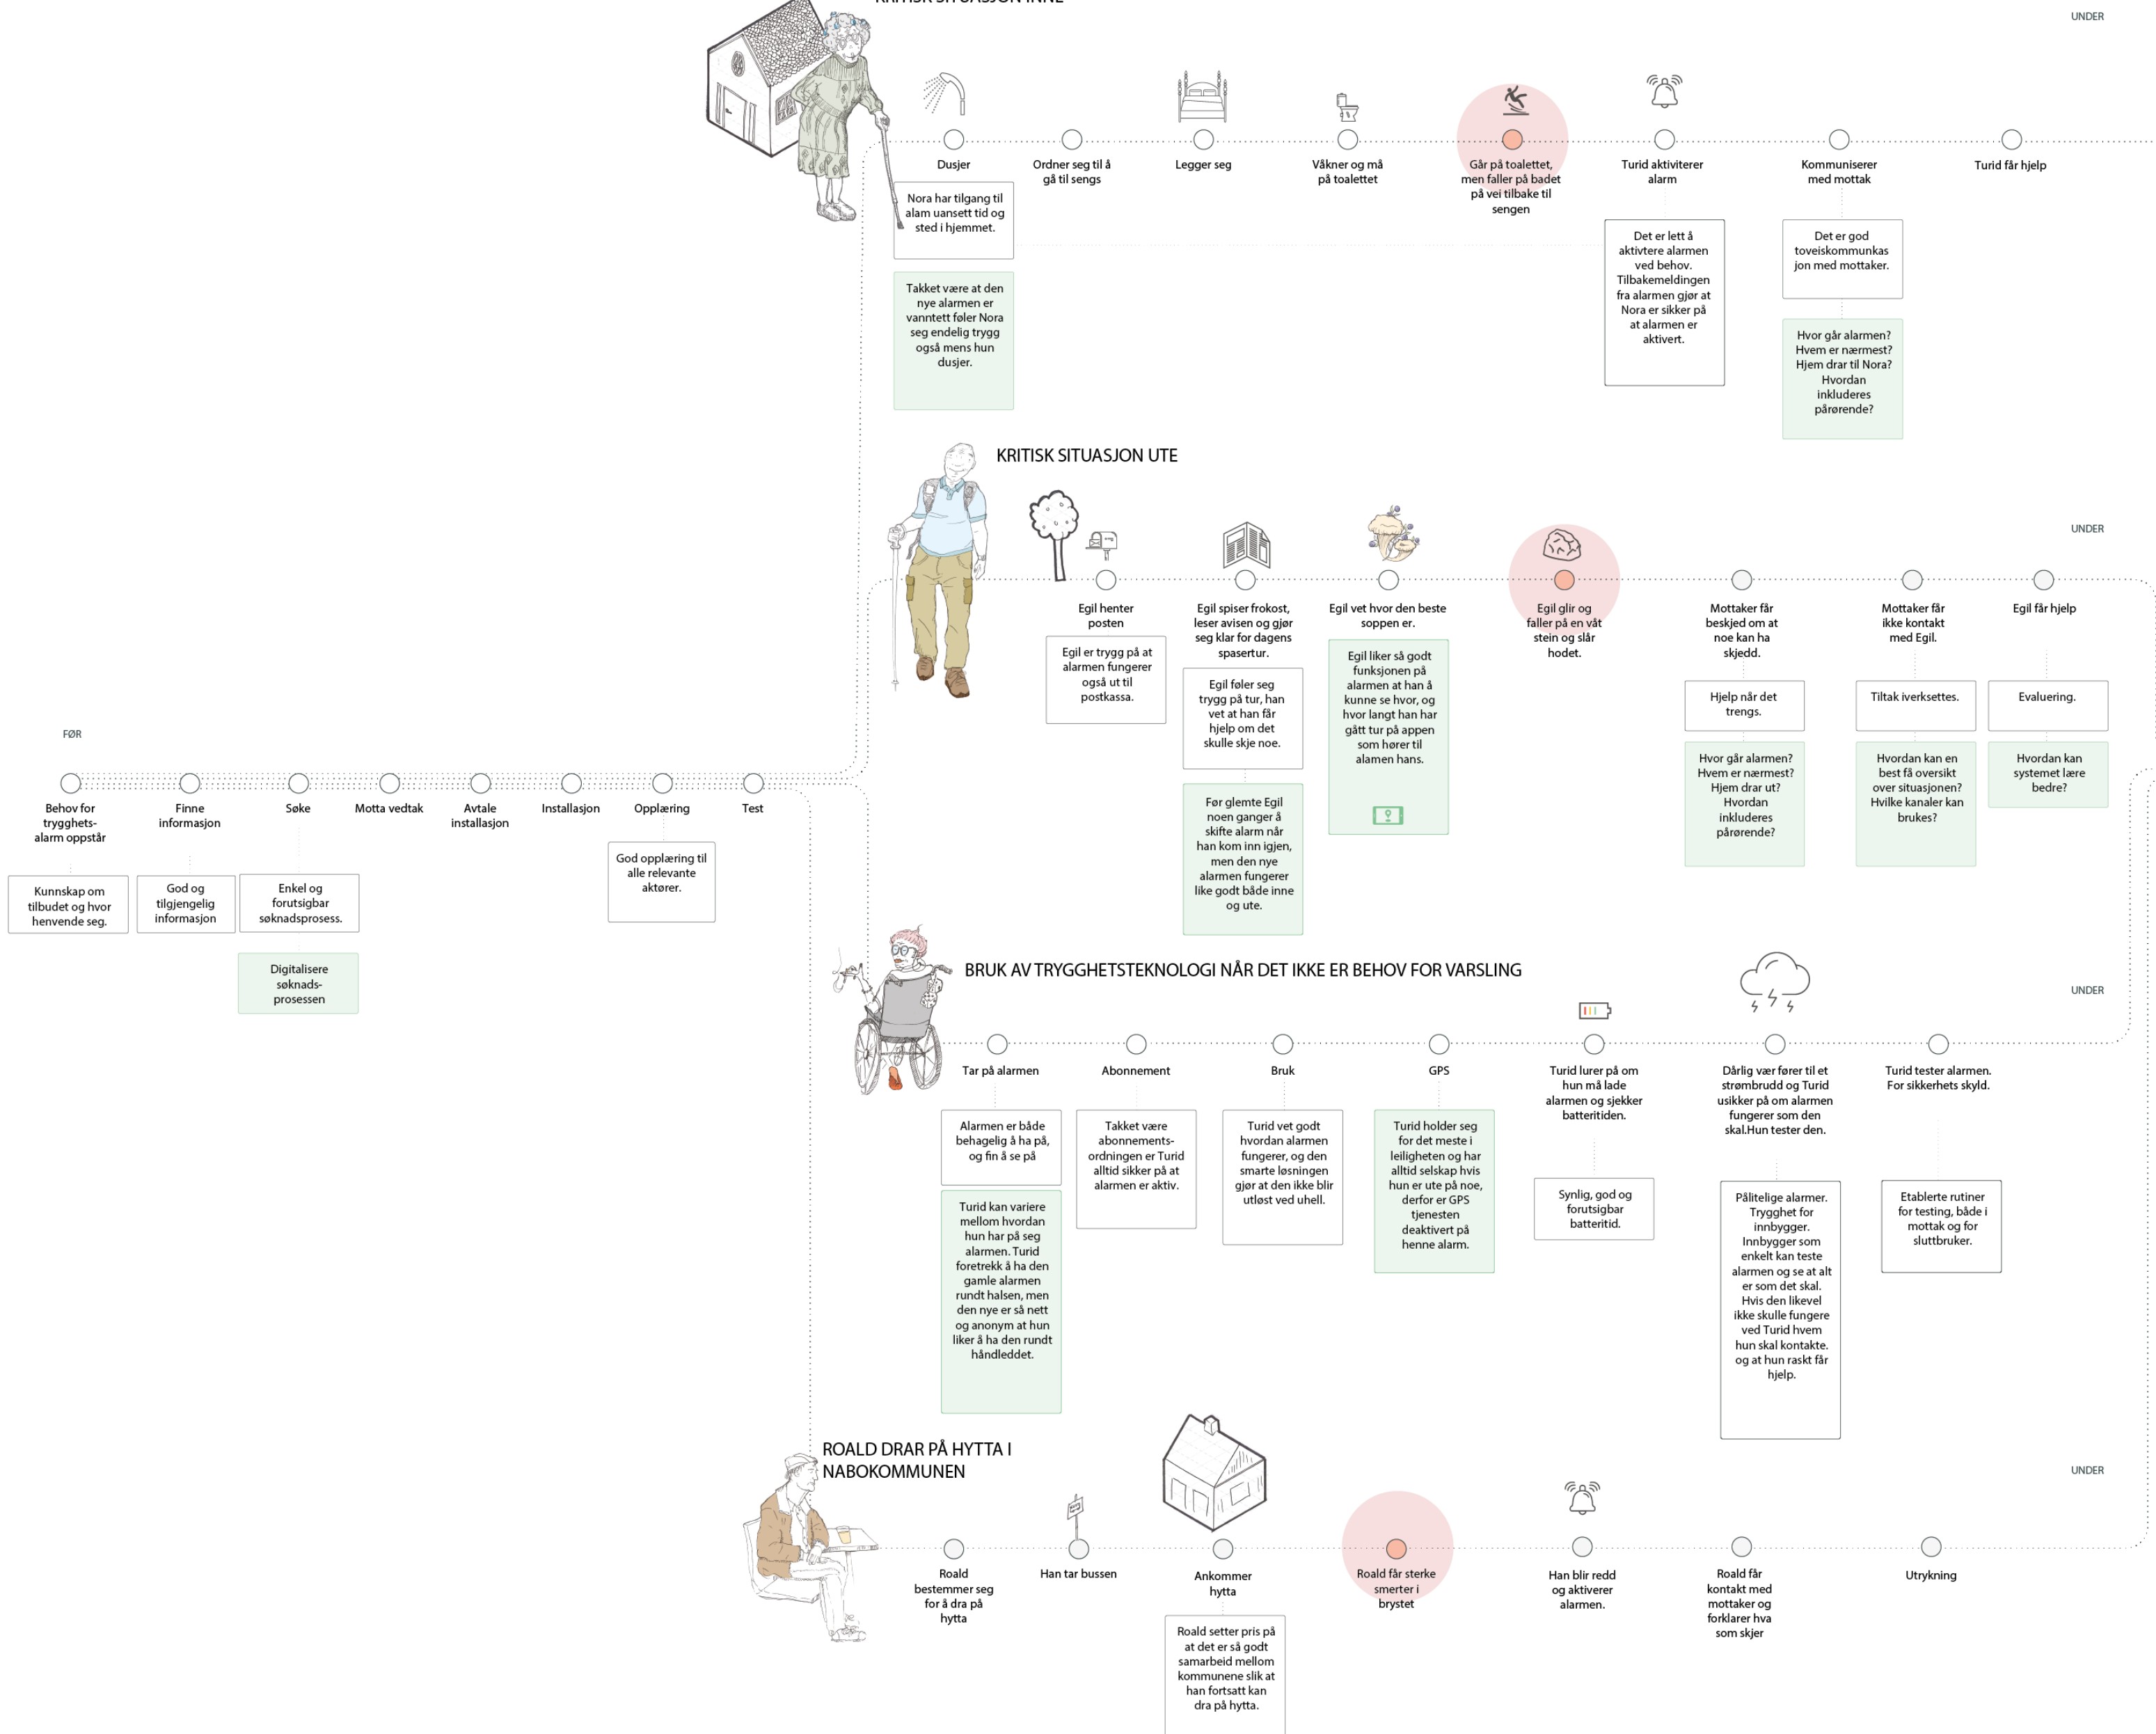 KRITISK SITUASJON INNE
UNDER
Dusjer
Ordner seg til å
gå til sengs
Legger seg
Våkner og må
på toalettet
Går på toalettet,
men faller på badet
på vei tilbake til
sengen
Turid aktiviterer
alarm
Kommuniserer
med mottak
Turid får hjelp
Nora har tilgang til
alam uansett tid og
sted i hjemmet.
Takket være at den
nye alarmen er
vanntett føler Nora
seg endelig trygg
også mens hun
dusjer.
Det er lett å
aktivtere alarmen
ved behov.
Tilbakemeldingen
fra alarmen gjør at
Nora er sikker på
at alarmen er
aktivert.
Det er god
toveiskommunkas
jon med mottaker.
Hvor går alarmen?
Hvem er nærmest?
Hjem drar til Nora?
Hvordan
inkluderes
pårørende?
KRITISK SITUASJON UTE
UNDER
Egil henter
posten
Egil er trygg på at
alarmen fungerer
også ut til
postkassa.
Egil spiser frokost,
leser avisen og gjør
seg klar for dagens
spasertur.
Egil føler seg
trygg på tur, han
vet at han får
hjelp om det
skulle skje noe.
Før glemte Egil
noen ganger å
skifte alarm når
han kom inn igjen,
men den nye
alarmen fungerer
like godt både inne
og ute.
Egil vet hvor den beste
soppen er.
Egil liker så godt
funksjonen på
alarmen at han å
kunne se hvor, og
hvor langt han har
gått tur på appen
som hører til
alamen hans.
Egil glir og
faller på en våt
stein og slår
hodet.
Mottaker får
beskjed om at
noe kan ha
skjedd.
Hjelp når det
trengs.
Hvor går alarmen?
Hvem er nærmest?
Hjem drar ut?
Hvordan
inkluderes
pårørende?
Mottaker får
ikke kontakt
med Egil.
Tiltak iverksettes.
Hvordan kan en
best få oversikt
over situasjonen?
Hvilke kanaler kan
brukes?
Egil får hjelp
Evaluering.
Hvordan kan
systemet lære
bedre?
FØR
Behov for
trygghets-
alarm oppstår
Kunnskap om
tilbudet og hvor
henvende seg.
Finne
informasjon
God og
tilgjengelig
informasjon
Søke
Enkel og
forutsigbar
søknadsprosess.
Digitalisere
søknads-
prosessen
Motta vedtak
Avtale
installasjon
Installasjon
Opplæring
God opplæring til
alle relevante
aktører.
Test
BRUK AV TRYGGHETSTEKNOLOGI NÅR DET IKKE ER BEHOV FOR VARSLING
UNDER
Tar på alarmen
Alarmen er både
behagelig å ha på,
og fin å se på
Turid kan variere
mellom hvordan
hun har på seg
alarmen. Turid
foretrekk å ha den
gamle alarmen
rundt halsen, men
den nye er så nett
og anonym at hun
liker å ha den rundt
håndleddet.
Abonnement
Takket være
abonnements-
ordningen er Turid
alltid sikker på at
alarmen er aktiv.
Bruk
Turid vet godt
hvordan alarmen
fungerer, og den
smarte løsningen
gjør at den ikke blir
utløst ved uhell.
GPS
Turid holder seg
for det meste i
leiligheten og har
alltid selskap hvis
hun er ute på noe,
derfor er GPS
tjenesten
deaktivert på
henne alarm.
Turid lurer på om
hun må lade
alarmen og sjekker
batteritiden.
Synlig, god og
forutsigbar
batteritid.
Dårlig vær fører til et
strømbrudd og Turid
usikker på om alarmen
fungerer som den
skal.Hun tester den.
Pålitelige alarmer.
Trygghet for
innbygger.
Innbygger som
enkelt kan teste
alarmen og se at alt
er som det skal.
Hvis den likevel
ikke skulle fungere
ved Turid hvem
hun skal kontakte.
og at hun raskt får
hjelp.
Turid tester alarmen.
For sikkerhets skyld.
Etablerte rutiner
for testing, både i
mottak og for
sluttbruker.
ROALD DRAR PÅ HYTTA I
NABOKOMMUNEN
UNDER
Roald
bestemmer seg
for å dra på
hytta
Han tar bussen
Ankommer
hytta
Roald setter pris på
at det er så godt
samarbeid mellom
kommunene slik at
han fortsatt kan
dra på hytta.
Roald får sterke
smerter i
brystet
Han blir redd
og aktiverer
alarmen.
Roald får
kontakt med
mottaker og
forklarer hva
som skjer
Utrykning